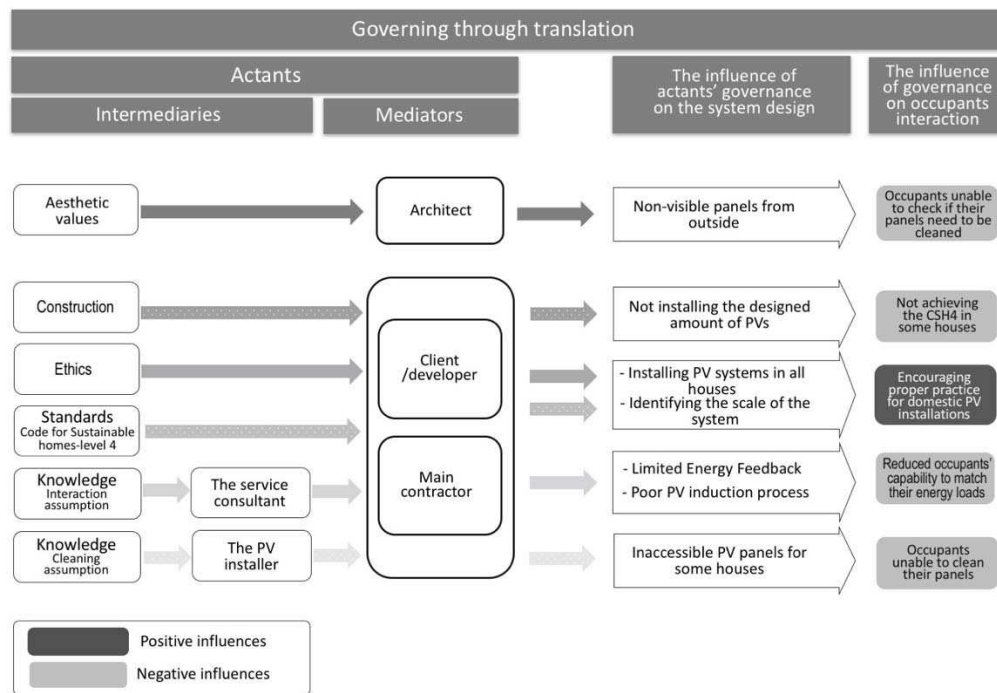 Governing through translation
Actants
The influence of
actants' governance
on the system design
The influence
of governance
on occupants
interaction
Intermediaries
Mediators
Aesthetic
values
Architect
Non-visible panels from
outside
Occupants unable
to check if their
panels need to be
cleaned
Construction
Not installing the designed
amount of PVs
Not achieving
the CSH4 in
some houses
Ethics
Client
/developer
- Installing PV systems in all
houses
- Identifying the scale of the
system
Encouraging
proper practice
for domestic PV
installations
Standards
Code for Sustainable
homes-level 4
Knowledge
Interaction
assumption
The service
consultant
Main
contractor
- Limited Energy Feedback
- Poor PV induction process
Reduced occupants'
capability to match
their energy loads
Knowledge
Cleaning
assumption
The PV
installer
Inaccessible PV panels for
some houses
Occupants
unable to clean
their panels
Positive influences
Negative influences